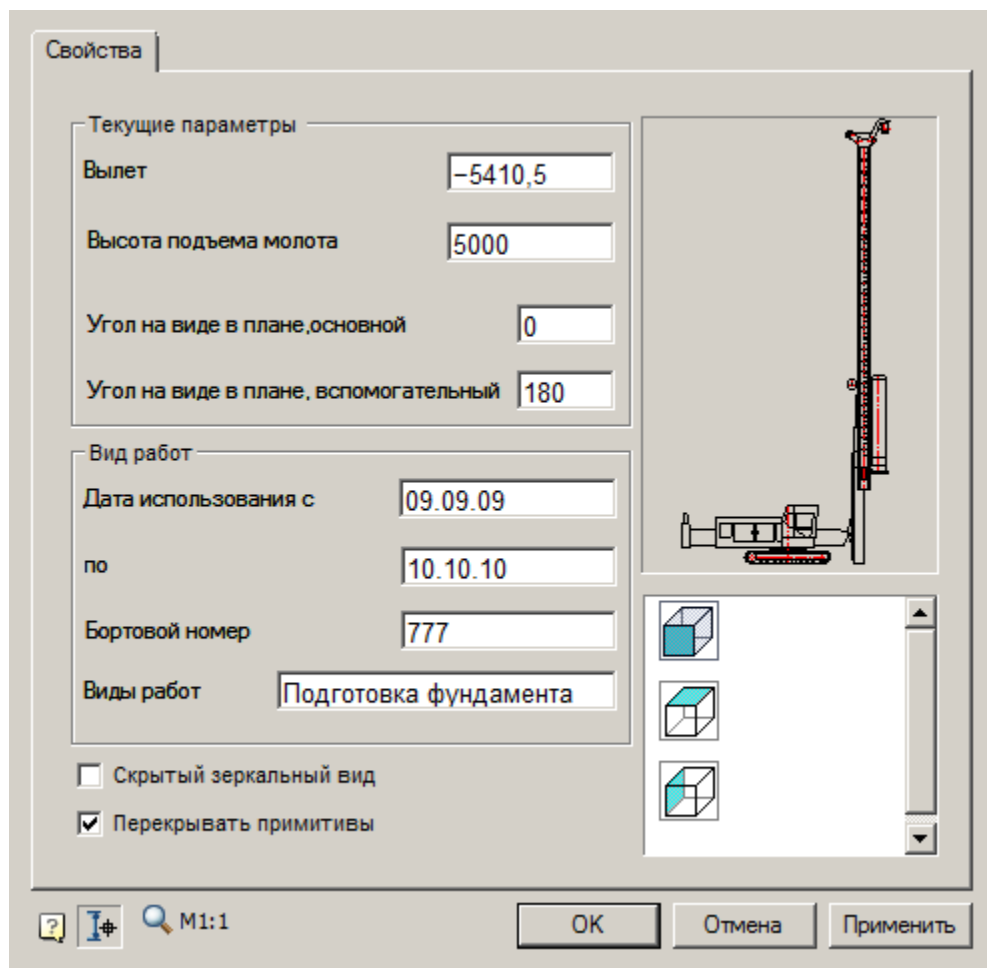 Свойства
Текущие параметры
Вылет −5410,5
Высота подъема молота 5000
Угол на виде в плане,основной 0
Угол на виде в плане, вспомогательный 180
Вид работ
Дата использования с 09.09.09
по 10.10.10
Бортовой номер 777
Виды работ Подготовка фундамента
Скрытый зеркальный вид
Перекрывать примитивы
M1:1 OK Отмена Применить